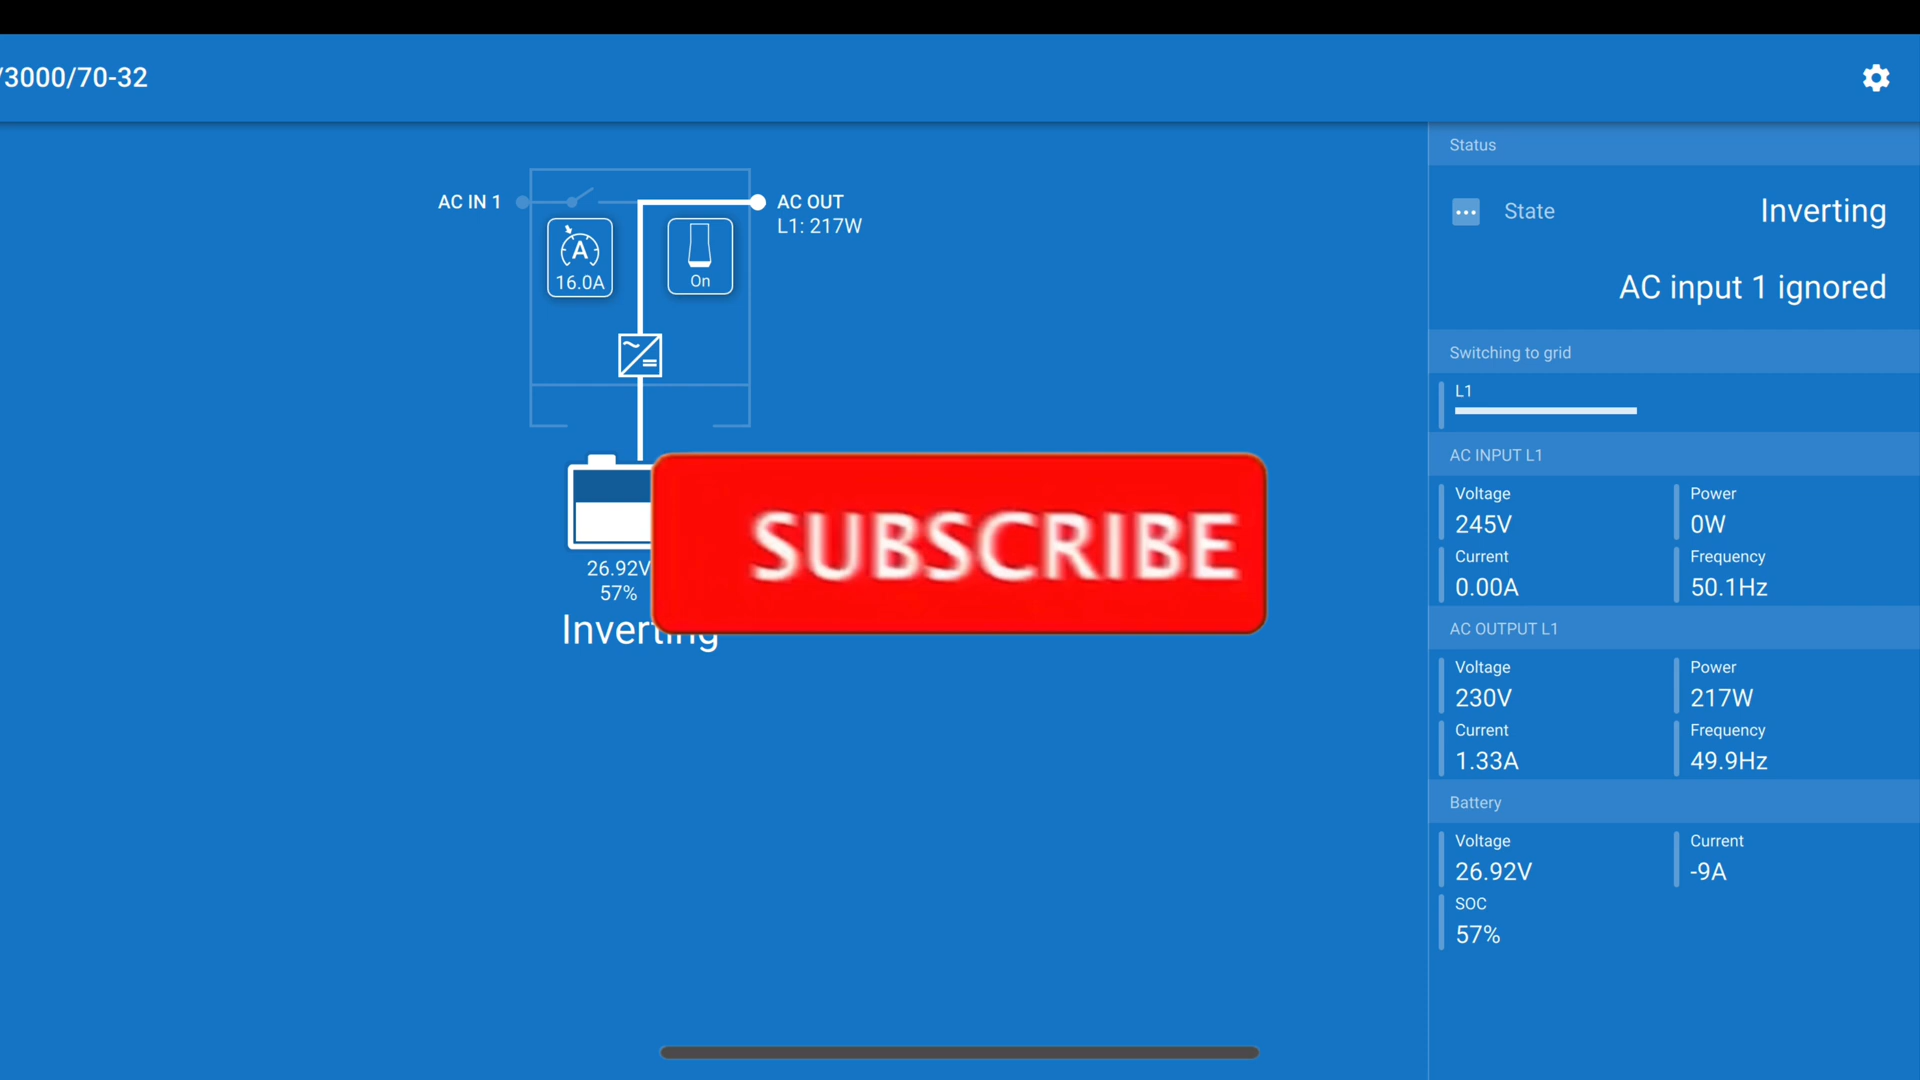 /3000/70-32
AC IN 1
AC OUT
L1: 217W
A
16.0A
On
26.92V
57%
Inverting
SUBSCRIBE
Status
State
Inverting
AC input 1 ignored
Switching to grid
L1
AC INPUT L1
Voltage
Power
245V
0W
Current
Frequency
0.00A
50.1Hz
AC OUTPUT L1
Voltage
Power
230V
217W
Current
Frequency
1.33A
49.9Hz
Battery
Voltage
Current
26.92V
-9A
SOC
57%